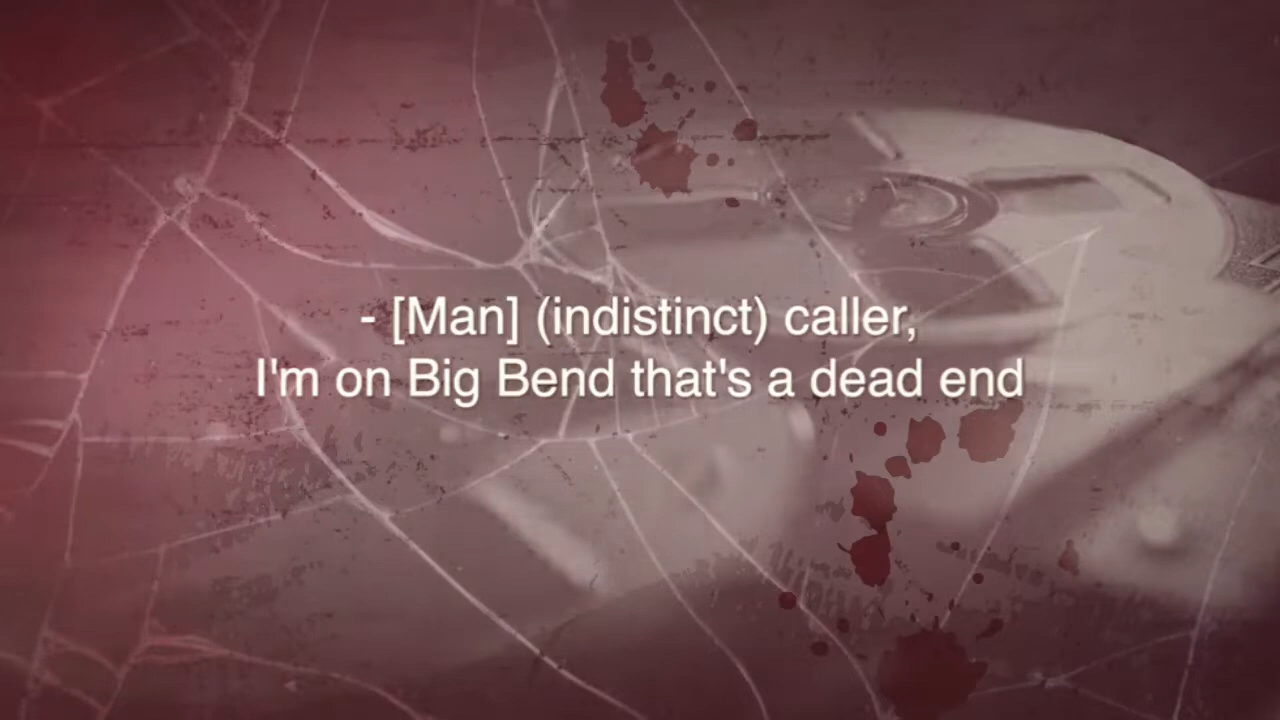 - [Man] (indistinct) caller,
I'm on Big Bend that's a dead end